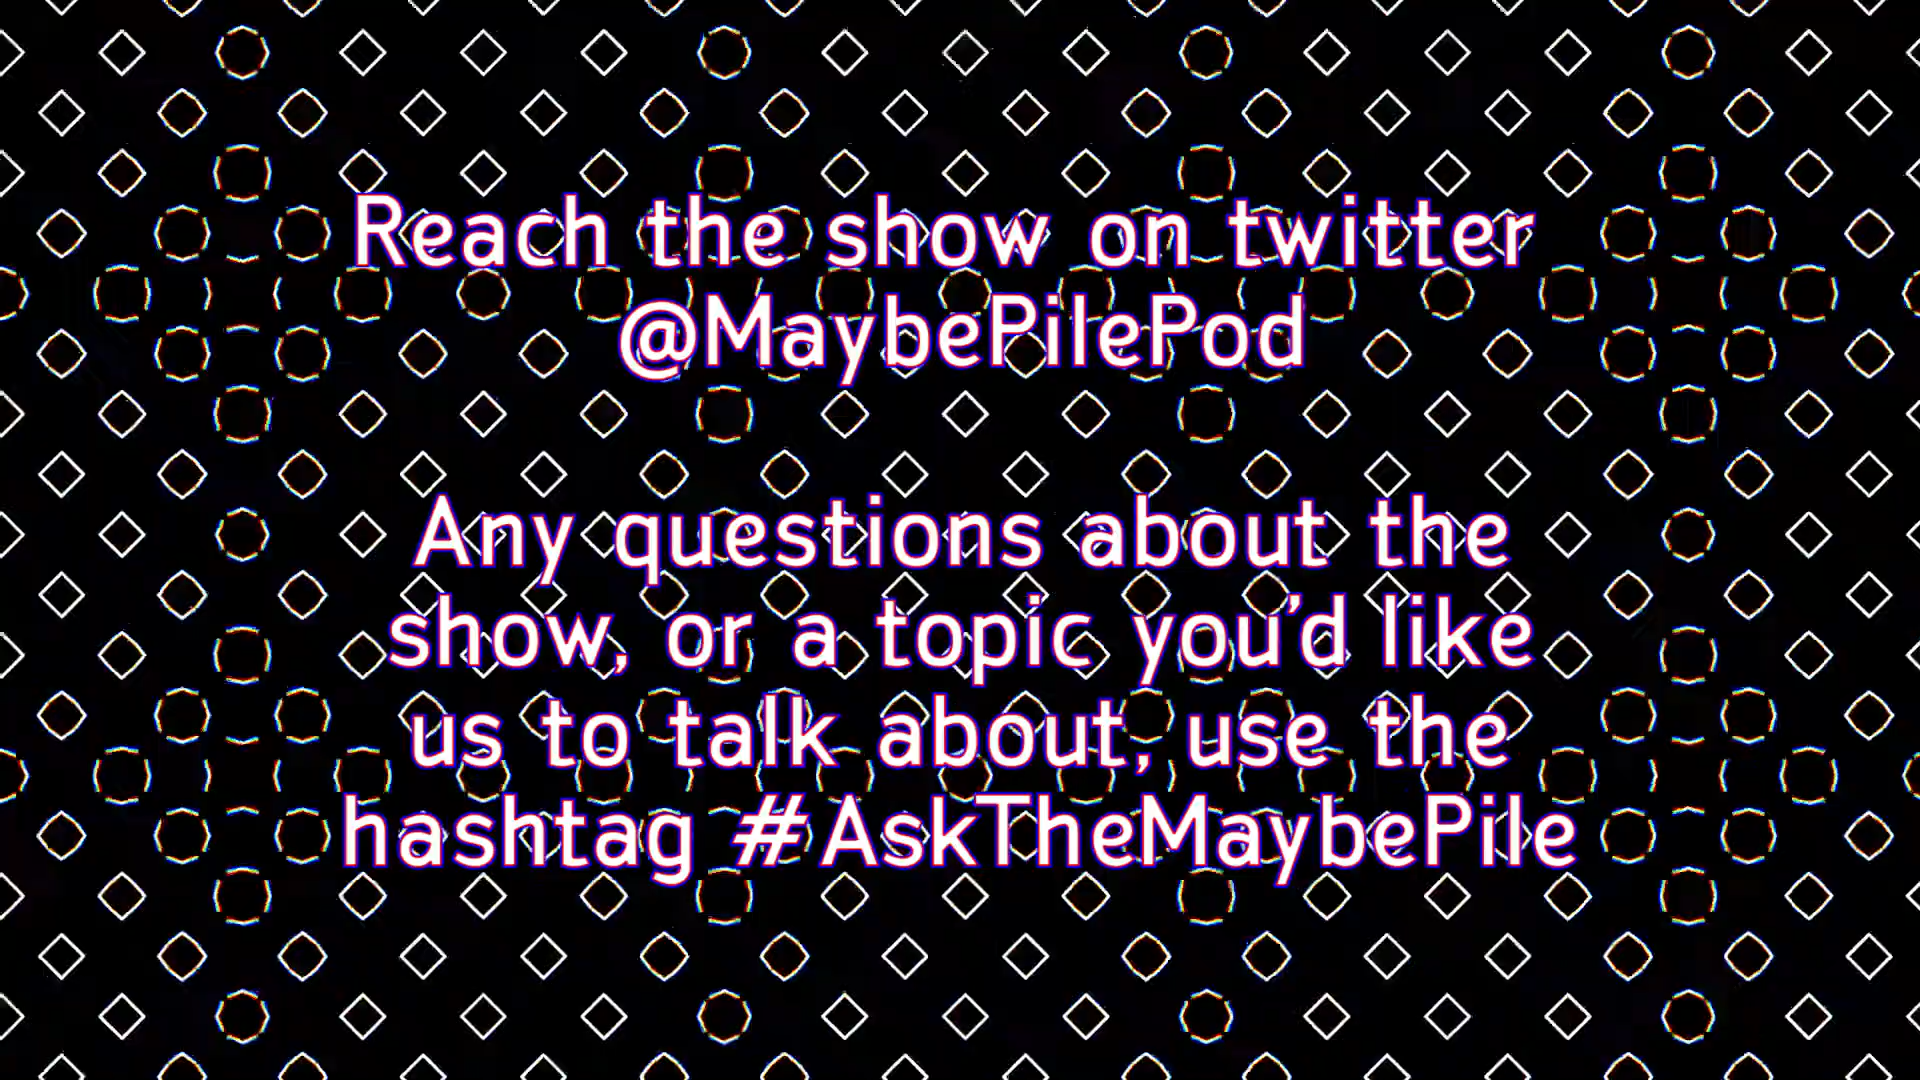 Reach the show on twitter
@MaybePilePod
Any questions about the
show, or a topic you'd like
us to talk about, use the
hashtag #AskTheMaybePile